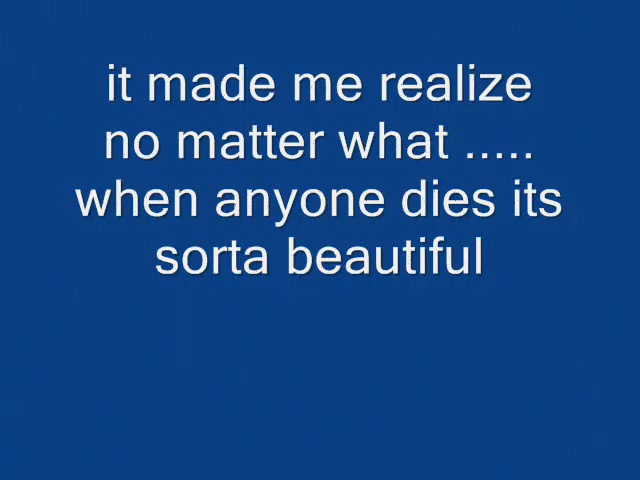 it made me realize
no matter what .....
when anyone dies its
sorta beautiful